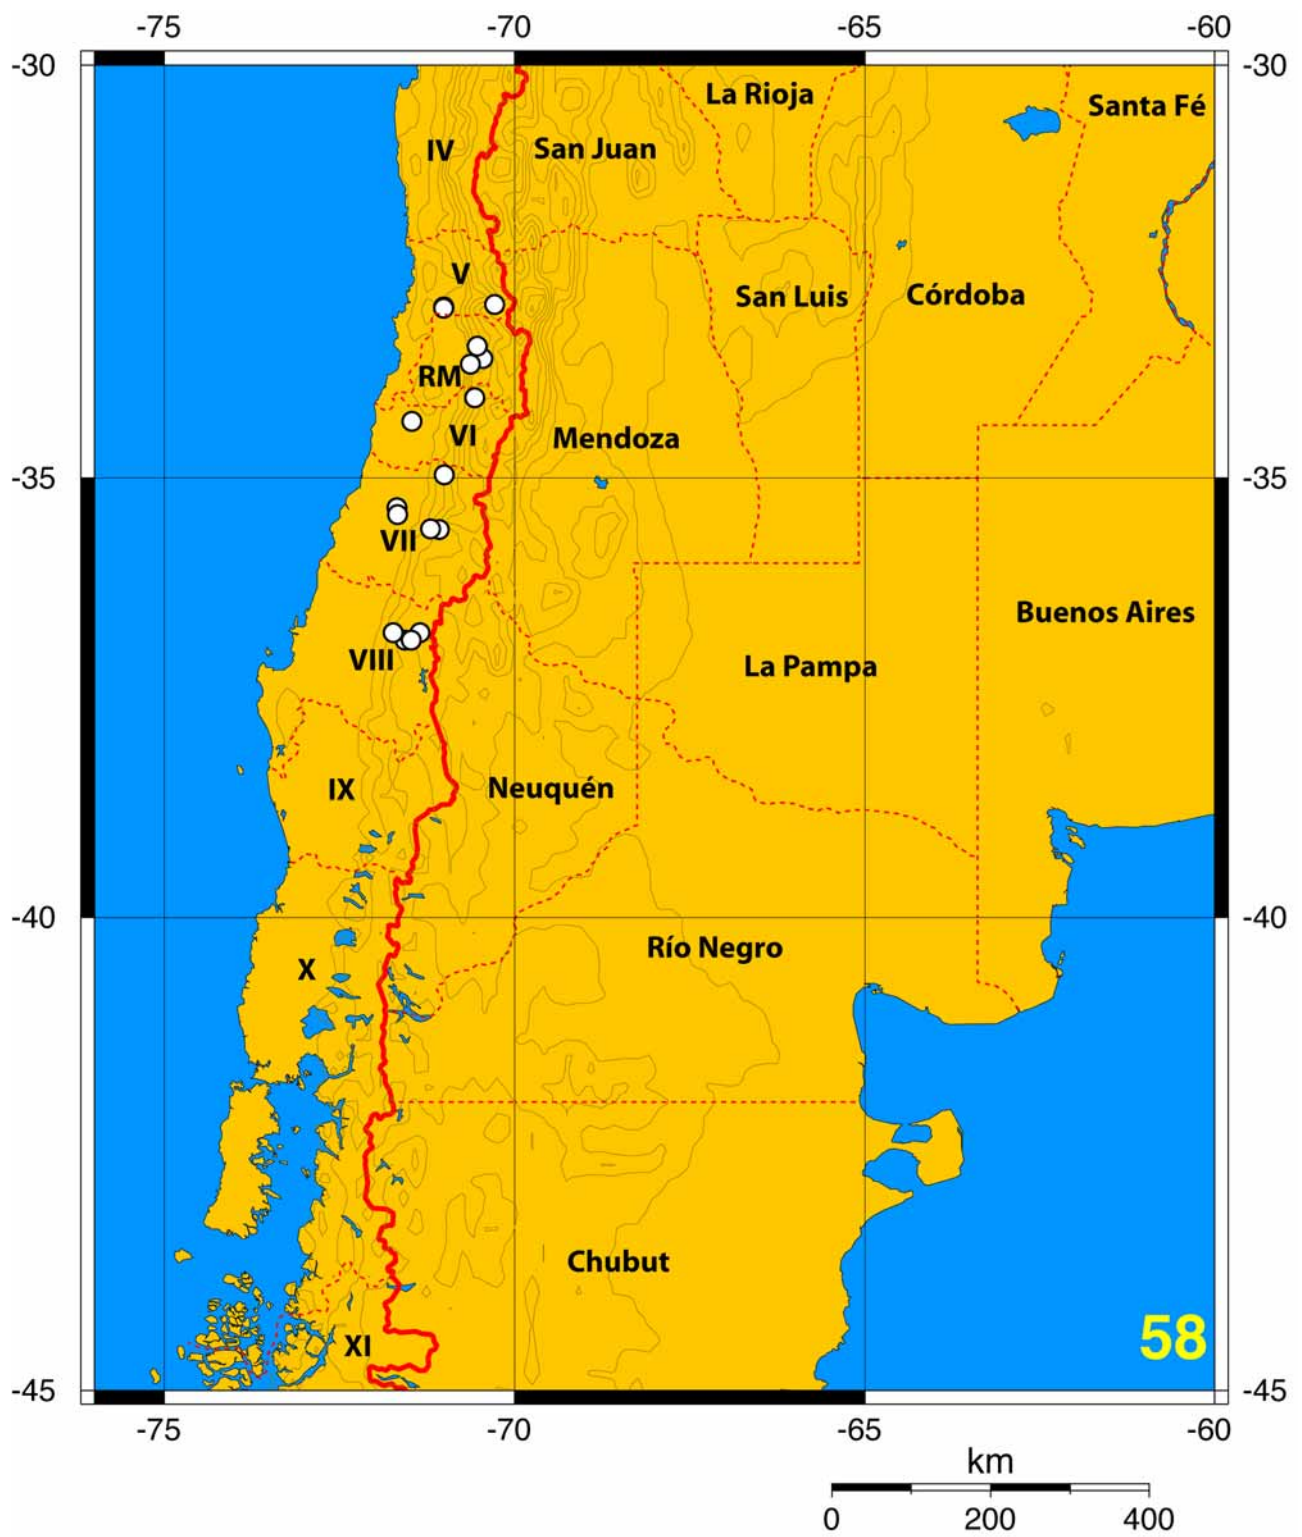 -75 -70 -65 -60
-30 -30
La Rioja
Santa Fé
IV
San Juan
V
San Luis
Córdoba
RM
VI
Mendoza
-35 -35
VII
Buenos Aires
VIII
La Pampa
IX
Neuquén
-40 -40
Río Negro
X
Chubut
58
XI
-45 -45
-75 -70 -65 -60
km
0 200 400